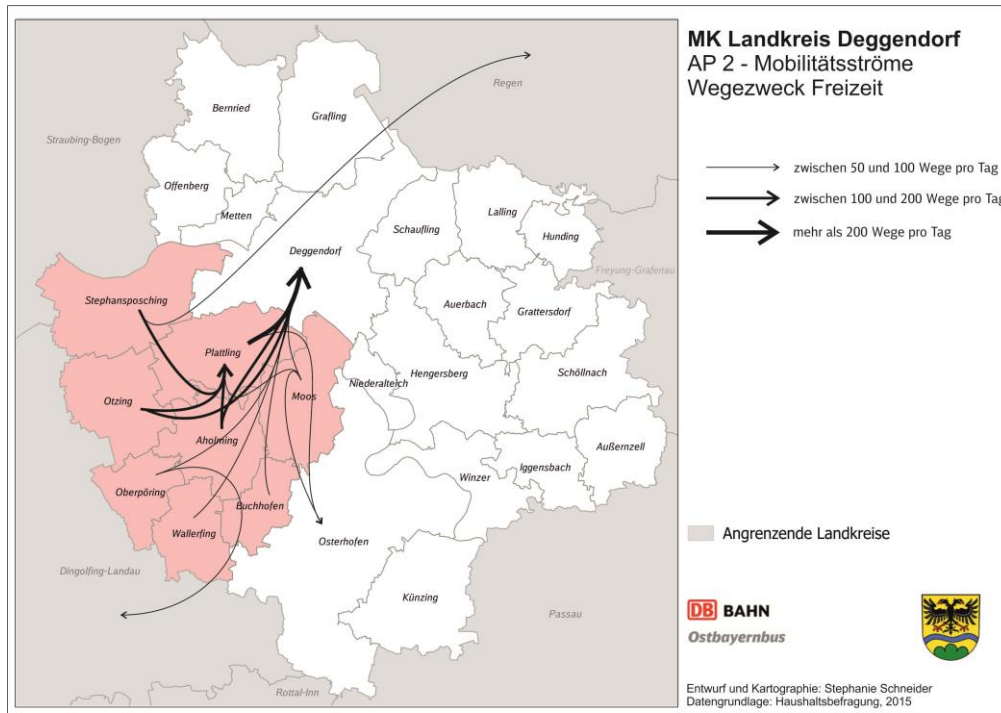 MK Landkreis Deggendorf
AP 2 - Mobilitätsströme
Wegezweck Freizeit
zwischen 50 und 100 Wege pro Tag
zwischen 100 und 200 Wege pro Tag
mehr als 200 Wege pro Tag
Regen
Bernried
Grafling
Straubing-Bogen
Offenberg
Metten
Lalling
Schaufling
Hunding
Deggendorf
Freyung-Grafenau
Stephansposching
Auerbach
Grattersdorf
Plattling
Hengersberg
Schöllnach
Niederalteich
Otzing
Moos
Aholming
Außernzell
Iggensbach
Winzer
Oberpöring
Buchhofen
Wallerfing
Osterhofen
Angrenzende Landkreise
Dingolfing-Landau
Künzing
Passau
Rottal-Inn
DB BAHN
Ostbayernbus
Entwurf und Kartographie: Stephanie Schneider
Datengrundlage: Haushaltsbefragung, 2015